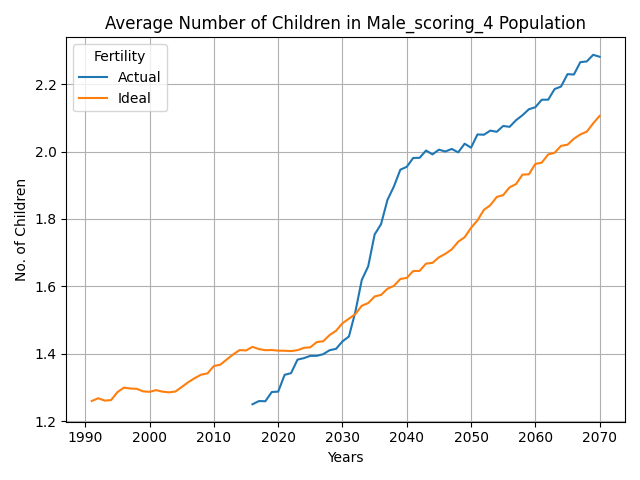 Average Number of Children in Male_scoring_4 Population
Fertility
Actual
Ideal
No. of Children
2.2
2.0
1.8
1.6
1.4
1.2
1990 2000 2010 2020 2030 2040 2050 2060 2070
Years